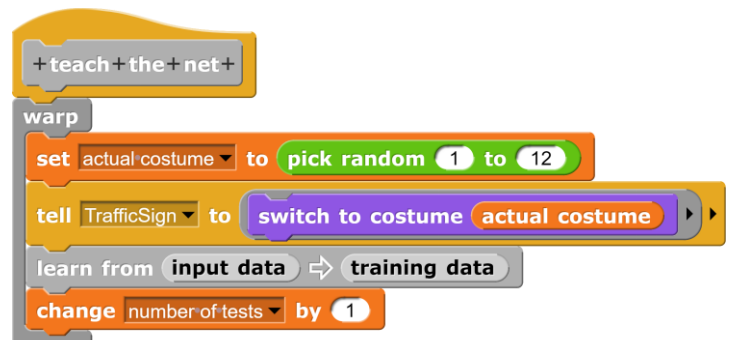 +teach+the+net+
warp
set actual costume to pick random 1 to 12
tell TrafficSign to switch to costume actual costume
learn from input data ⇨ training data
change number of tests by 1